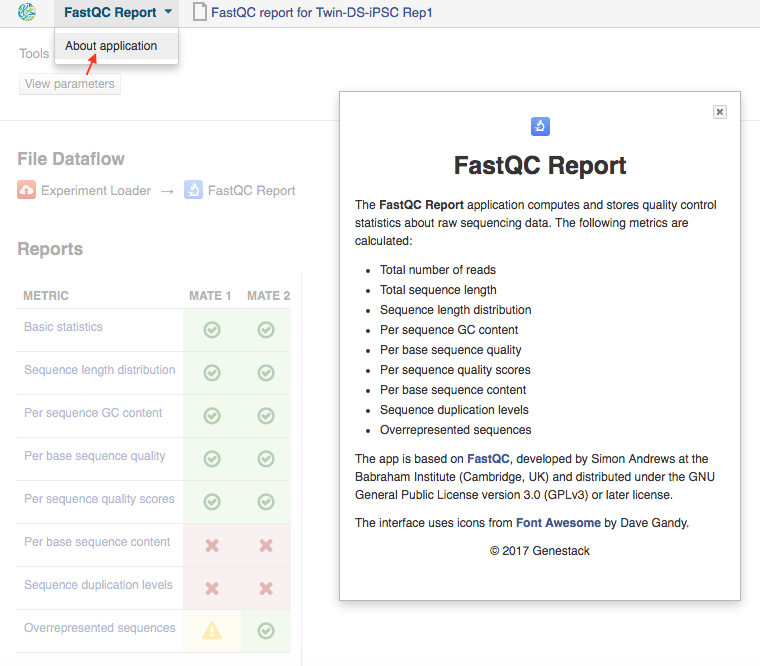 FastQC Report
FastQC report for Twin-DS-iPSC Rep1
About application
Tools
View parameters
File Dataflow
Experiment Loader → FastQC Report
Reports
METRIC MATE 1 MATE 2
Basic statistics
Sequence length distribution
Per sequence GC content
Per base sequence quality
Per sequence quality scores
Per base sequence content
Sequence duplication levels
Overrepresented sequences
FastQC Report
The FastQC Report application computes and stores quality control
statistics about raw sequencing data. The following metrics are
calculated:
• Total number of reads
• Total sequence length
• Sequence length distribution
• Per sequence GC content
• Per base sequence quality
• Per sequence quality scores
• Per base sequence content
• Sequence duplication levels
• Overrepresented sequences
The app is based on FastQC, developed by Simon Andrews at the
Babraham Institute (Cambridge, UK) and distributed under the GNU
General Public License version 3.0 (GPLv3) or later license.
The interface uses icons from Font Awesome by Dave Gandy.
© 2017 Genestack